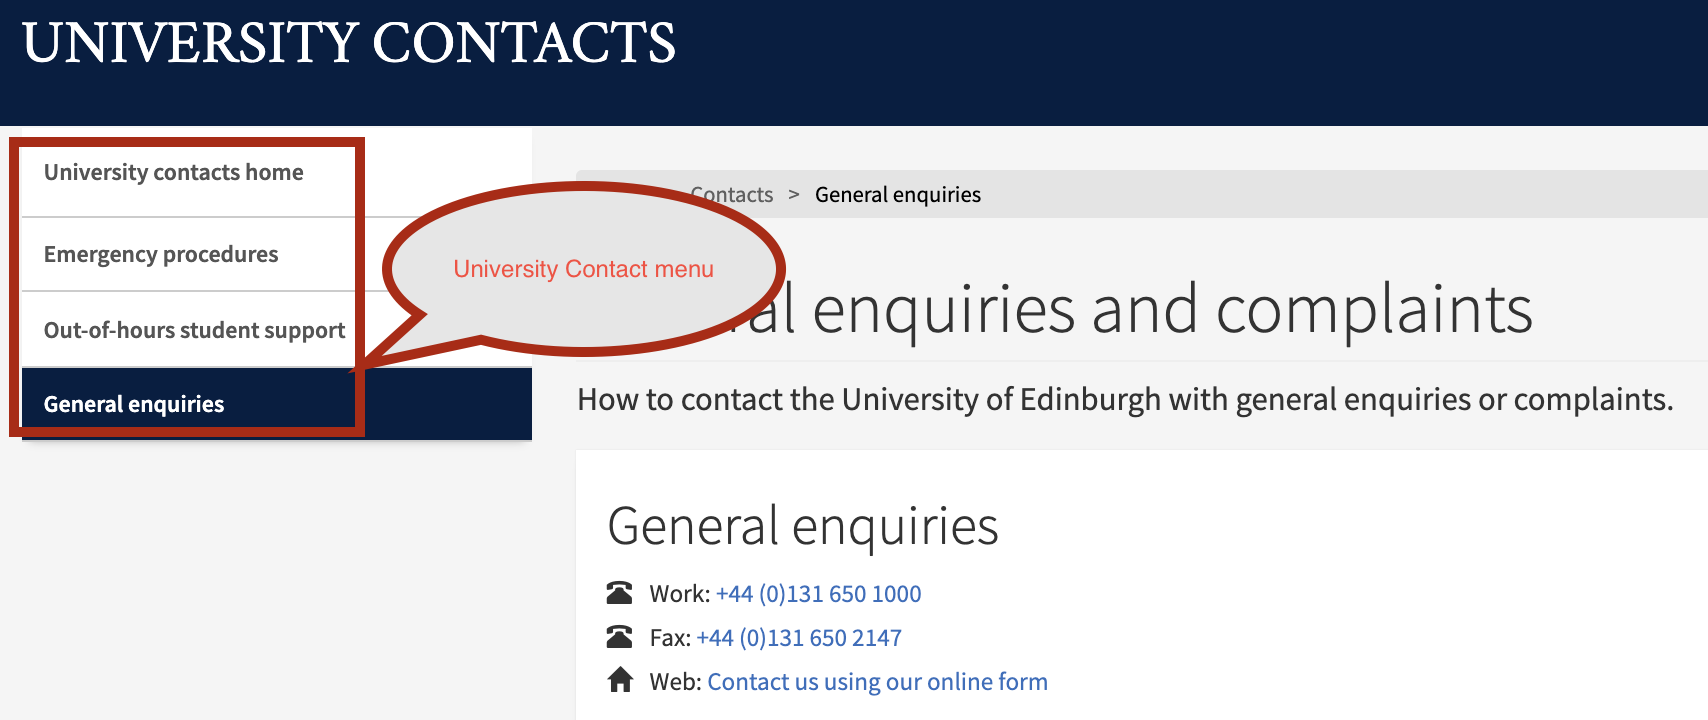 UNIVERSITY CONTACTS
University contacts home
Emergency procedures
Out-of-hours student support
General enquiries
University Contact menu
Contacts > General enquiries
enquiries and complaints
How to contact the University of Edinburgh with general enquiries or complaints.
General enquiries
Work: +44 (0)131 650 1000
Fax: +44 (0)131 650 2147
Web: Contact us using our online form